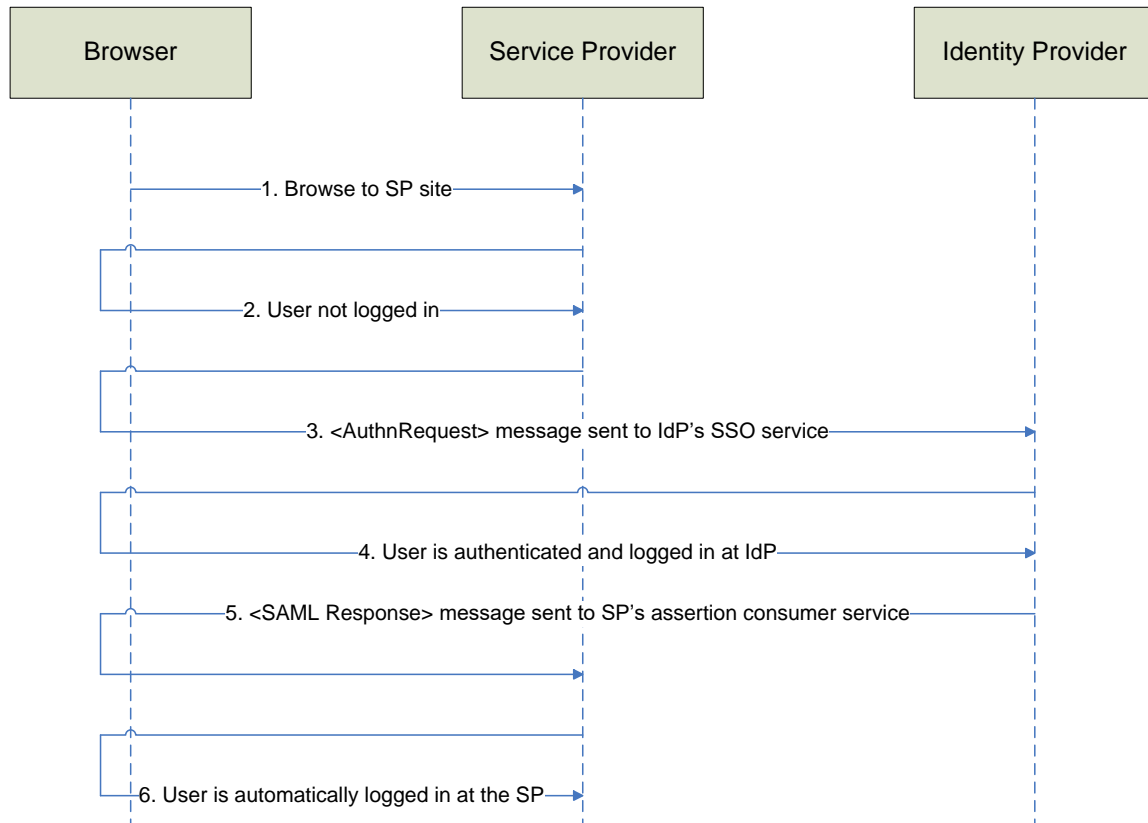 Browser
Service Provider
Identity Provider
1. Browse to SP site
2. User not logged in
3. <AuthnRequest> message sent to IdP’s SSO service
4. User is authenticated and logged in at IdP
5. <SAML Response> message sent to SP’s assertion consumer service
6. User is automatically logged in at the SP